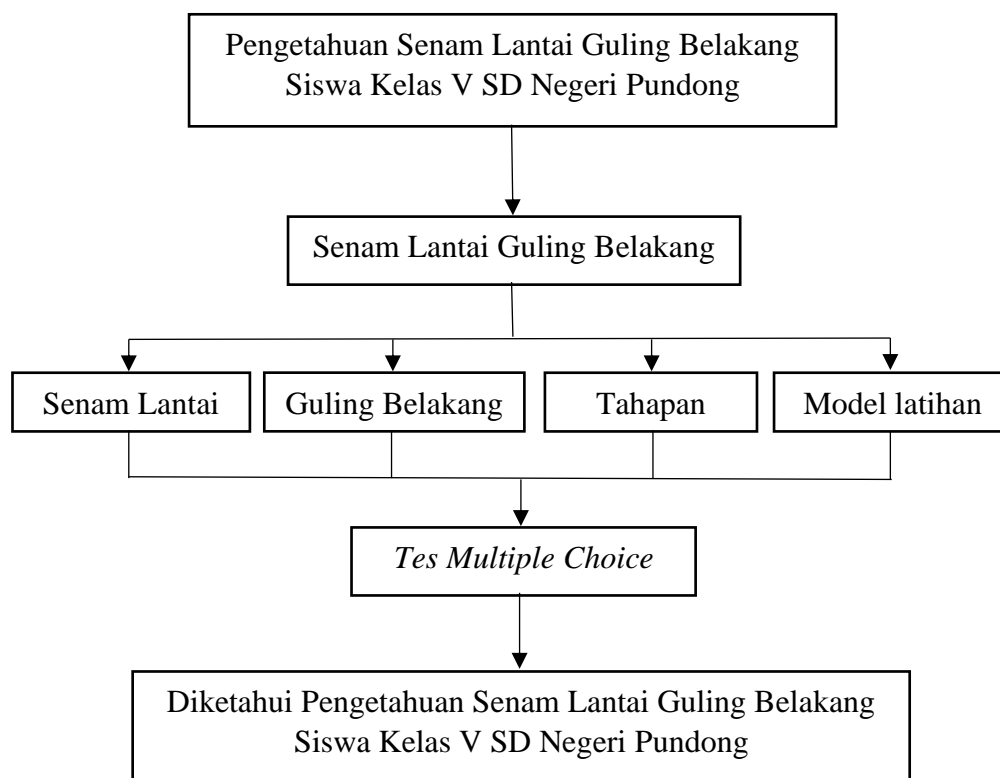 Pengetahuan Senam Lantai Guling Belakang
Siswa Kelas V SD Negeri Pundong
Senam Lantai Guling Belakang
Senam Lantai
Guling Belakang
Tahapan
Model latihan
Tes Multiple Choice
Diketahui Pengetahuan Senam Lantai Guling Belakang
Siswa Kelas V SD Negeri Pundong